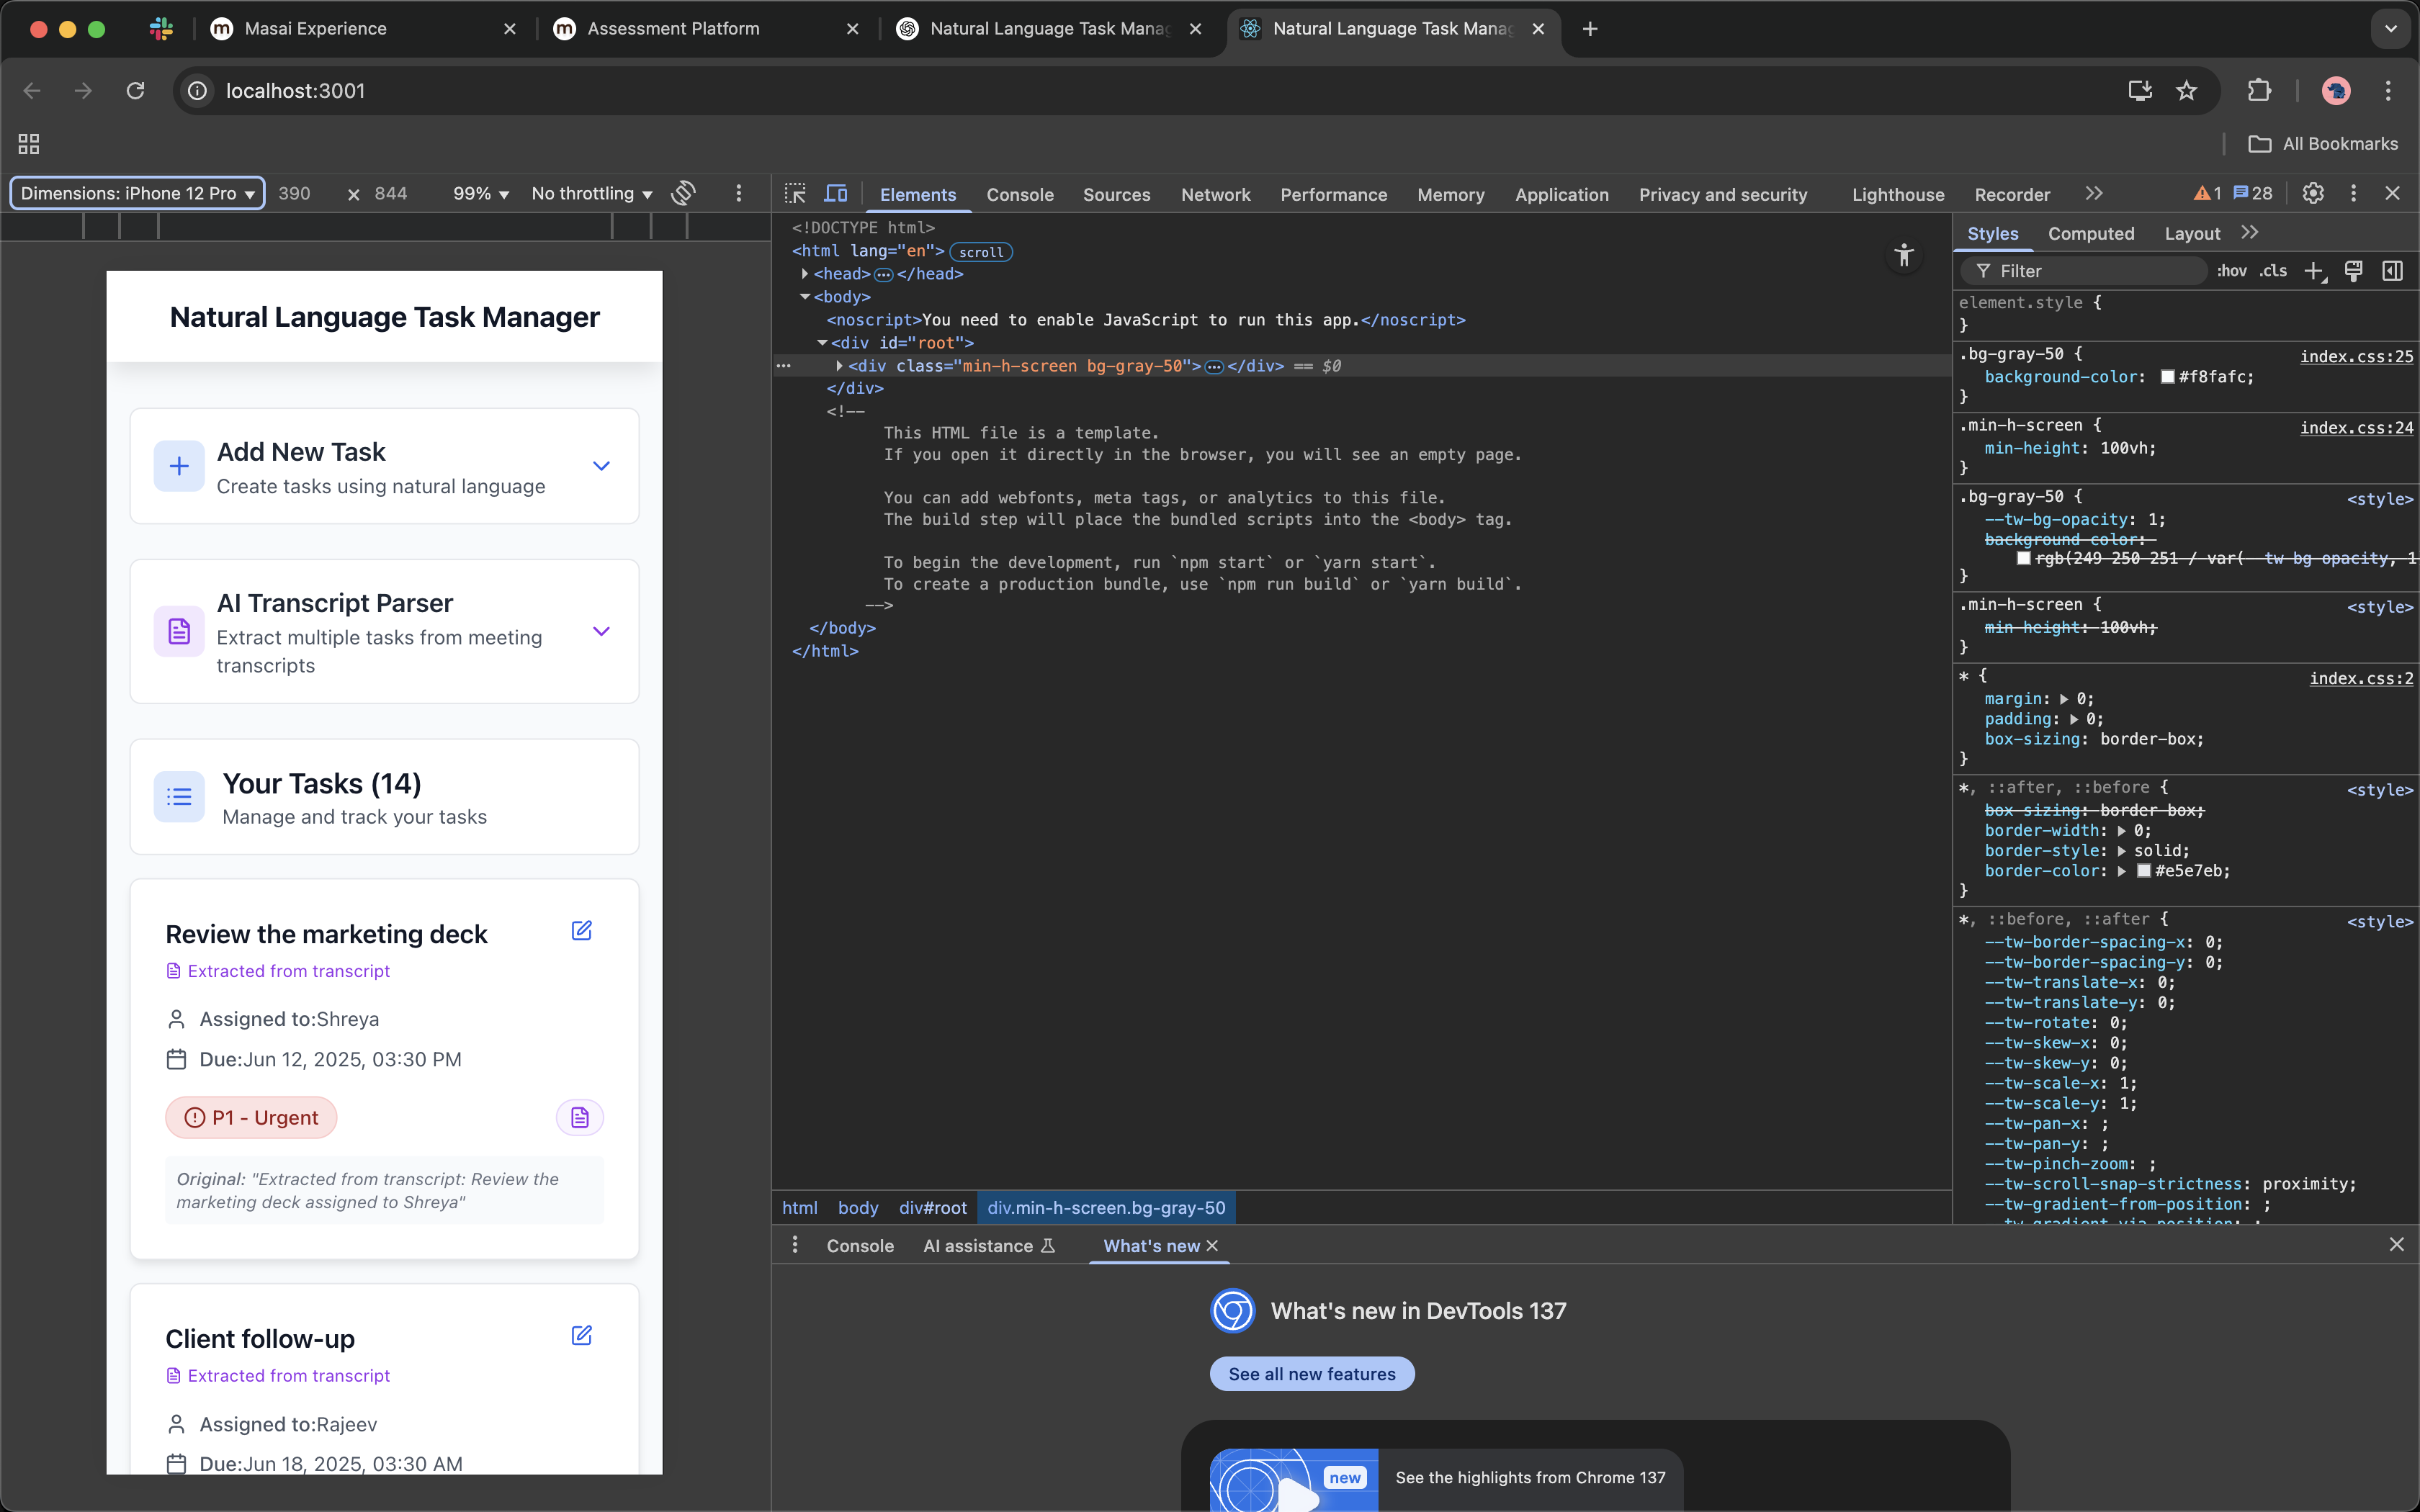 Masai Experience
Assessment Platform
Natural Language Task Manag
Natural Language Task Manag
localhost:3001
All Bookmarks
Dimensions: iPhone 12 Pro 390 × 844 99% No throttling
Natural Language Task Manager
Add New Task
Create tasks using natural language
AI Transcript Parser
Extract multiple tasks from meeting
transcripts
Your Tasks (14)
Manage and track your tasks
Review the marketing deck
Extracted from transcript
Assigned to:Shreya
Due:Jun 12, 2025, 03:30 PM
P1 - Urgent
Original: "Extracted from transcript: Review the
marketing deck assigned to Shreya"
Client follow-up
Extracted from transcript
Assigned to:Rajeev
Due:Jun 18, 2025, 03:30 AM
Elements Console Sources Network Performance Memory Application Privacy and security Lighthouse Recorder 1 28
<!DOCTYPE html>
<html lang="en"> scroll
<head> </head>
<body>
<noscript>You need to enable JavaScript to run this app.</noscript>
<div id="root">
<div class="min-h-screen bg-gray-50"> </div> == $0
</div>
<!--
This HTML file is a template.
If you open it directly in the browser, you will see an empty page.
You can add webfonts, meta tags, or analytics to this file.
The build step will place the bundled scripts into the <body> tag.
To begin the development, run `npm start` or `yarn start`.
To create a production bundle, use `npm run build` or `yarn build`.
-->
</body>
</html>
html body div#root div.min-h-screen.bg-gray-50
Styles Computed Layout
Filter :hov .cls
element.style {
}
.bg-gray-50 { index.css:25
background-color: #f8fafc;
}
.min-h-screen { index.css:24
min-height: 100vh;
}
.bg-gray-50 { <style>
--tw-bg-opacity: 1;
background-color:
rgb(249 250 251 / var(--tw-bg-opacity, 1
}
.min-h-screen { <style>
min-height: 100vh;
}
* { index.css:2
margin: 0;
padding: 0;
box-sizing: border-box;
}
*, ::after, ::before { <style>
box-sizing: border-box;
border-width: 0;
border-style: solid;
border-color: #e5e7eb;
}
*, ::before, ::after { <style>
--tw-border-spacing-x: 0;
--tw-border-spacing-y: 0;
--tw-translate-x: 0;
--tw-translate-y: 0;
--tw-rotate: 0;
--tw-skew-x: 0;
--tw-skew-y: 0;
--tw-scale-x: 1;
--tw-scale-y: 1;
--tw-pan-x: ;
--tw-pan-y: ;
--tw-pinch-zoom: ;
--tw-scroll-snap-strictness: proximity;
--tw-gradient-from-position: ;
--tw-gradient-via-position: ;
Console AI assistance What's new
What's new in DevTools 137
See all new features
new
See the highlights from Chrome 137